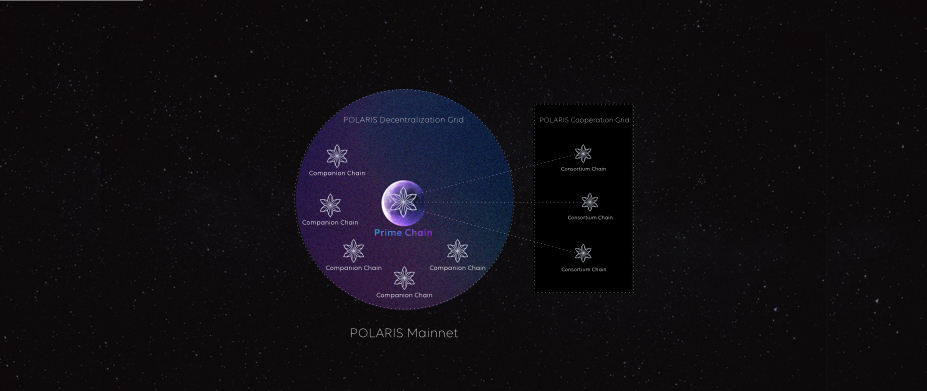 POLARIS Decentralization Grid
POLARIS Cooperation Grid
Companion Chain
Consortium Chain
Companion Chain
Prime Chain
Consortium Chain
Companion Chain
Companion Chain
Consortium Chain
Companion Chain
POLARIS Mainnet